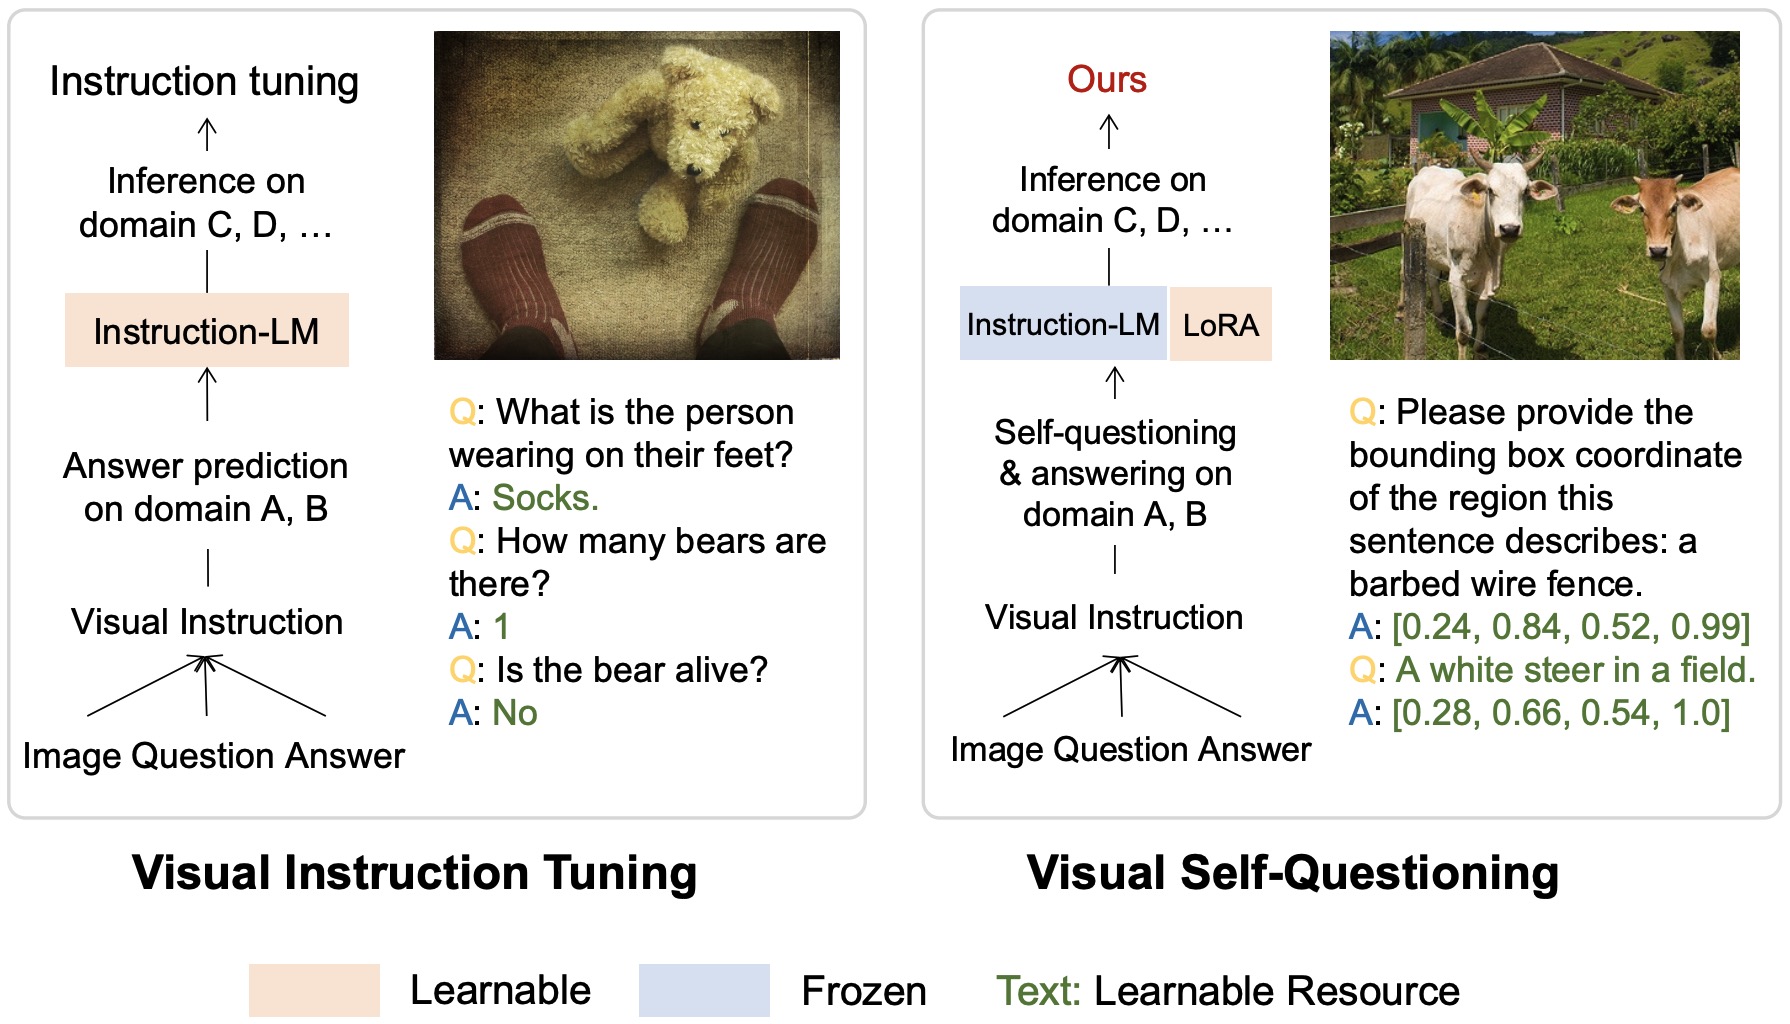 Instruction tuning
Inference on
domain C, D, …
Instruction-LM
Answer prediction
on domain A, B
Visual Instruction
Image Question Answer
Q: What is the person
wearing on their feet?
A: Socks.
Q: How many bears are
there?
A: 1
Q: Is the bear alive?
A: No
Visual Instruction Tuning
Ours
Inference on
domain C, D, …
Instruction-LM LoRA
Self-questioning
& answering on
domain A, B
Visual Instruction
Image Question Answer
Q: Please provide the
bounding box coordinate
of the region this
sentence describes: a
barbed wire fence.
A: [0.24, 0.84, 0.52, 0.99]
Q: A white steer in a field.
A: [0.28, 0.66, 0.54, 1.0]
Visual Self-Questioning
Learnable Frozen Text: Learnable Resource